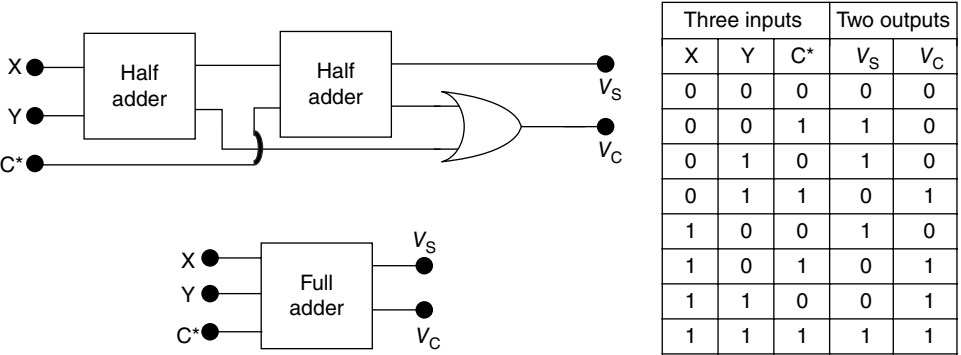 X
Y
C*
Half
adder
Half
adder
V_S
V_C
X
Y
C*
Full
adder
V_S
V_C
Three inputs Two outputs
X Y C* V_S V_C
0 0 0 0 0
0 0 1 1 0
0 1 0 1 0
0 1 1 0 1
1 0 0 1 0
1 0 1 0 1
1 1 0 0 1
1 1 1 1 1